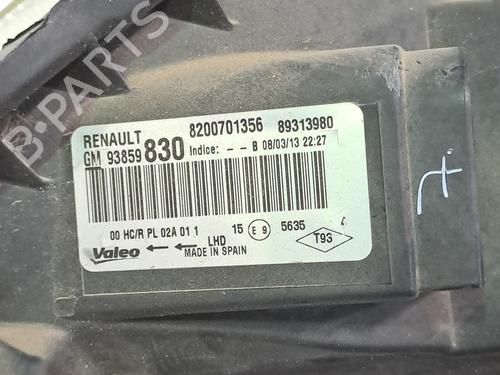 B-PARTS
RENAULT 8200701356 89313980
GM 93859 830 Indice: - - B 08/03/13 22:27
00 HC/R PL 02A 01 1 15 E 9 5635 T93
Valeo LHD
MADE IN SPAIN